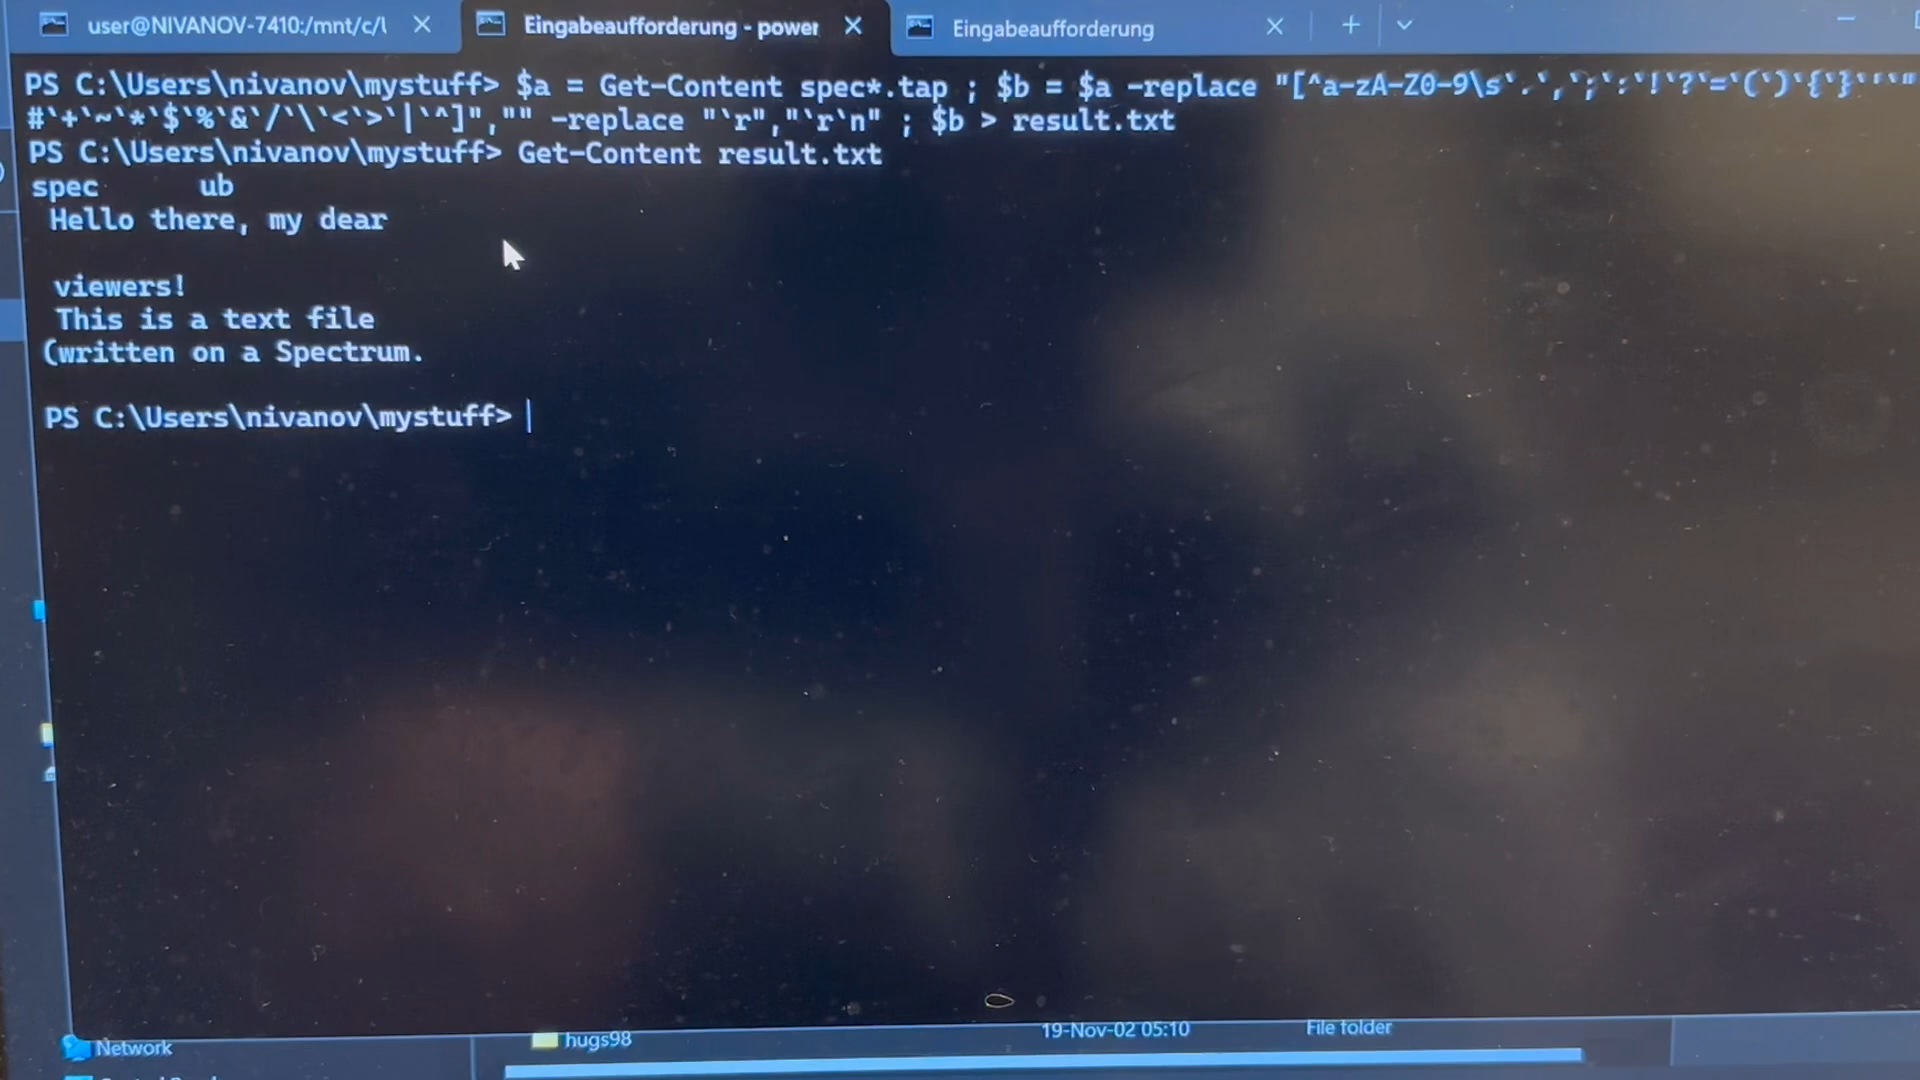 user@NIVANOV-7410:/mnt/c/l
Eingabeaufforderung - power
Eingabeaufforderung
PS C:\Users\nivanov\mystuff> $a = Get-Content spec*.tap ; $b = $a -replace "[^a-zA-Z0-9\s`.`,`;`:`!`?`=`(`)`{`}`[`"
#`+`~`*`$`%`&`/`\`<`>`|`^]","" -replace "`r","`r`n" ; $b > result.txt
PS C:\Users\nivanov\mystuff> Get-Content result.txt
spec ub
Hello there, my dear
viewers!
This is a text file
(written on a Spectrum.
PS C:\Users\nivanov\mystuff>
hugs98 19-Nov-02 05:10 File folder
Network